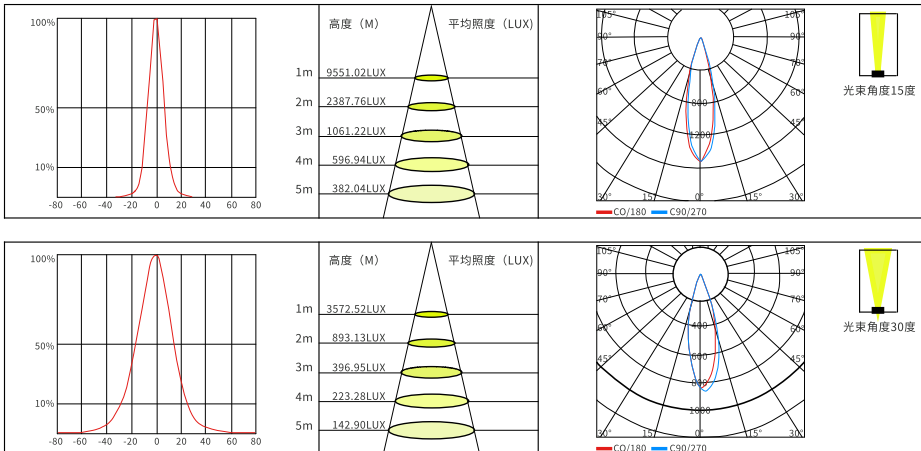 100%
50%
10%
-80 -60 -40 -20 0 20 40 60 80
高度（M） 平均照度（LUX）
1m 9551.02LUX
2m 2387.76LUX
3m 1061.22LUX
4m 596.94LUX
5m 382.04LUX
105° 105°
90° 90°
70° 70°
60° 60°
45° 45°
800
1200
30° 15° 0° 15° 30°
CO/180 C90/270
光束角度15度
100%
50%
10%
-80 -60 -40 -20 0 20 40 60 80
高度（M） 平均照度（LUX）
1m 3572.52LUX
2m 893.13LUX
3m 396.95LUX
4m 223.28LUX
5m 142.90LUX
105° 105°
90° 90°
70° 70°
60° 60°
45° 45°
400
600
800
1000
30° 15° 0° 15° 30°
CO/180 C90/270
光束角度30度